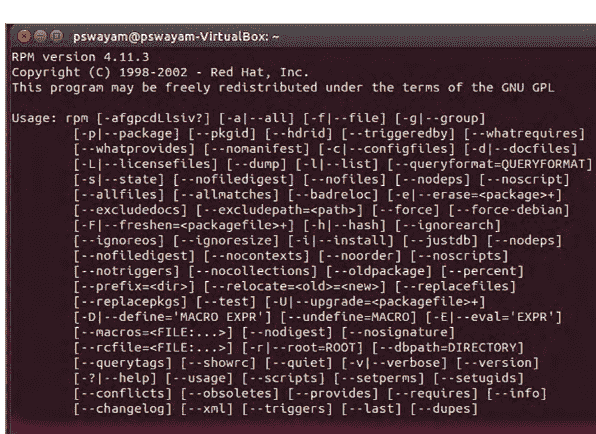 pswayam@pswayam-VirtualBox: ~
RPM version 4.11.3
Copyright (C) 1998-2002 - Red Hat, Inc.
This program may be freely redistributed under the terms of the GNU GPL
Usage: rpm [-afgpcdLlsiv?] [-a|--all] [-f|--file] [-g|--group]
[-p|--package] [--pkgid] [--hdrid] [--triggeredby] [--whatrequires]
[--whatprovides] [--nomanifest] [-c|--configfiles] [-d|--docfiles]
[-L|--licensefiles] [--dump] [-l|--list] [--queryformat=QUERYFORMAT]
[-s|--state] [--nofiledigest] [--nofiles] [--nodeps] [--noscript]
[--allfiles] [--allmatches] [--badreloc] [-e|--erase=<package>+]
[--excludedocs] [--excludepath=<path>] [--force] [--force-debian]
[-F|--freshen=<packagefile>+] [-h|--hash] [--ignorearch]
[--ignoreos] [--ignoresize] [-i|--install] [--justdb] [--nodeps]
[--nofiledigest] [--nocontexts] [--noorder] [--noscripts]
[--notriggers] [--nocollections] [--oldpackage] [--percent]
[--prefix=<dir>] [--relocate=<old>=<new>] [--replacefiles]
[--replacepkgs] [--test] [-U|--upgrade=<packagefile>+]
[-D|--define='MACRO EXPR'] [--undefine=MACRO] [-E|--eval='EXPR']
[--macros=<FILE:...>] [--nodigest] [--nosignature]
[--rcfile=<FILE:...>] [-r|--root=ROOT] [--dbpath=DIRECTORY]
[--querytags] [--showrc] [--quiet] [-v|--verbose] [--version]
[-?|--help] [--usage] [--scripts] [--setperms] [--setugids]
[--conflicts] [--obsoletes] [--provides] [--requires] [--info]
[--changelog] [--xml] [--triggers] [--last] [--dupes]